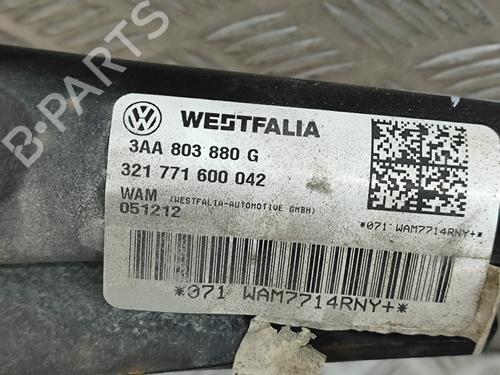 WESTFALIA
3AA 803 880 G
321 771 600 042
WAM (WESTFALIA-AUTOMOTIVE GMBH)
051212
*071 WAM7714RNY+*
*071 WAM7714RNY+*
B-Parts